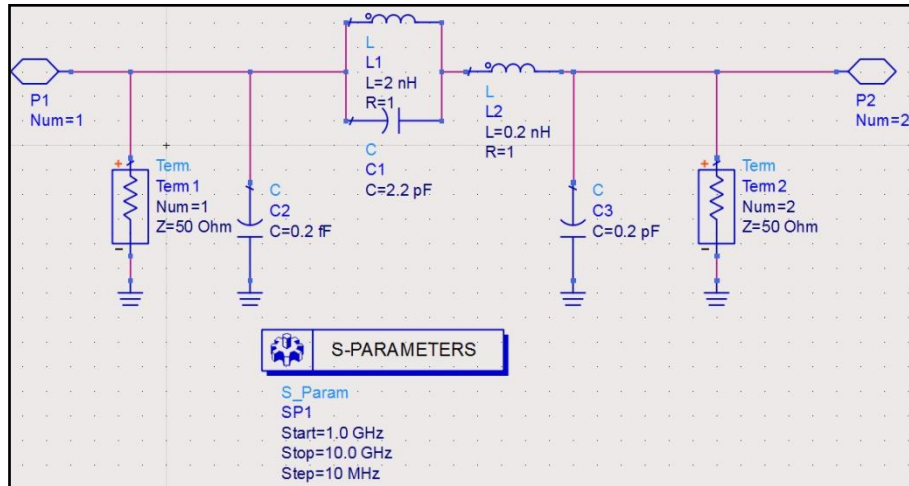 L
L1
L=2 nH
R=1
P1
Num=1
L
L2
L=0.2 nH
R=1
P2
Num=2
C
C1
C=2.2 pF
+
Term
Term1
Num=1
Z=50 Ohm
-
C
C2
C=0.2 fF
C
C3
C=0.2 pF
+
Term
Term2
Num=2
Z=50 Ohm
-
S-PARAMETERS
S_Param
SP1
Start=1.0 GHz
Stop=10.0 GHz
Step=10 MHz